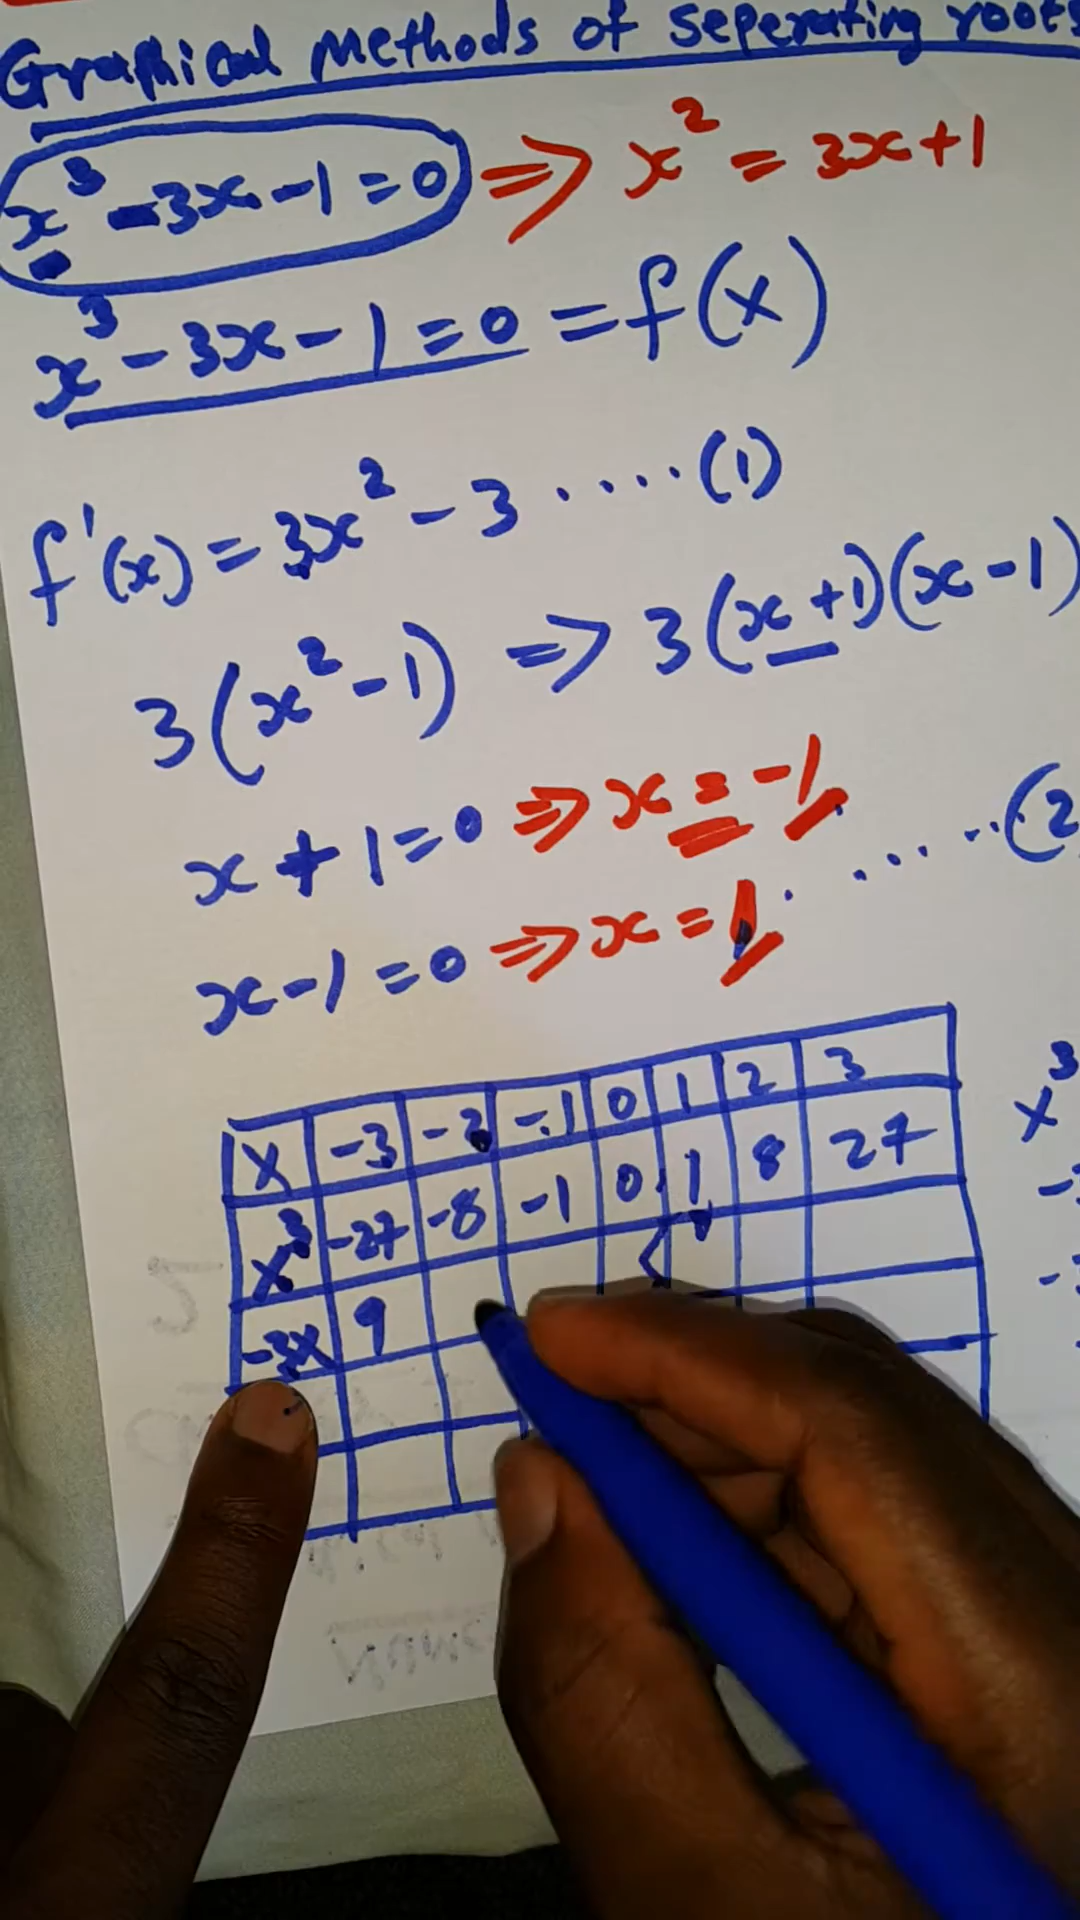 Graphical Methods of seperating roots
x³ - 3x - 1 = 0 ⇒ x² = 3x + 1
x³ - 3x - 1 = 0 = f(x)
f'(x) = 3x² - 3 ....(1)
3(x² - 1) ⇒ 3(x + 1)(x - 1)
x + 1 = 0 ⇒ x = -1
.....(2
x - 1 = 0 ⇒ x = 1
X -3 -2 -1 0 1 2 3
X³ -27 -8 -1 0 1 8 27
-3X 9
x³